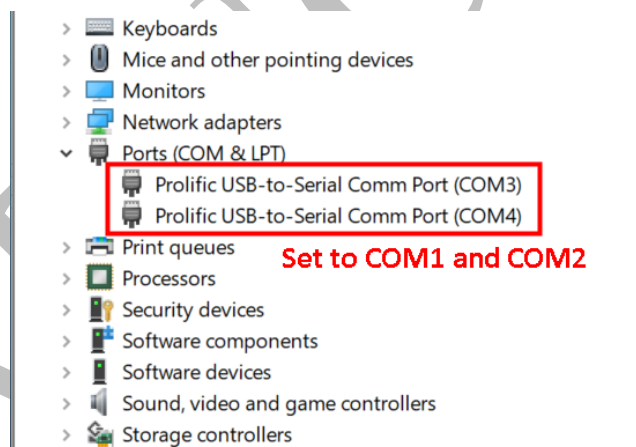 Keyboards
Mice and other pointing devices
Monitors
Network adapters
Ports (COM & LPT)
Prolific USB-to-Serial Comm Port (COM3)
Prolific USB-to-Serial Comm Port (COM4)
Print queues
Set to COM1 and COM2
Processors
Security devices
Software components
Software devices
Sound, video and game controllers
Storage controllers